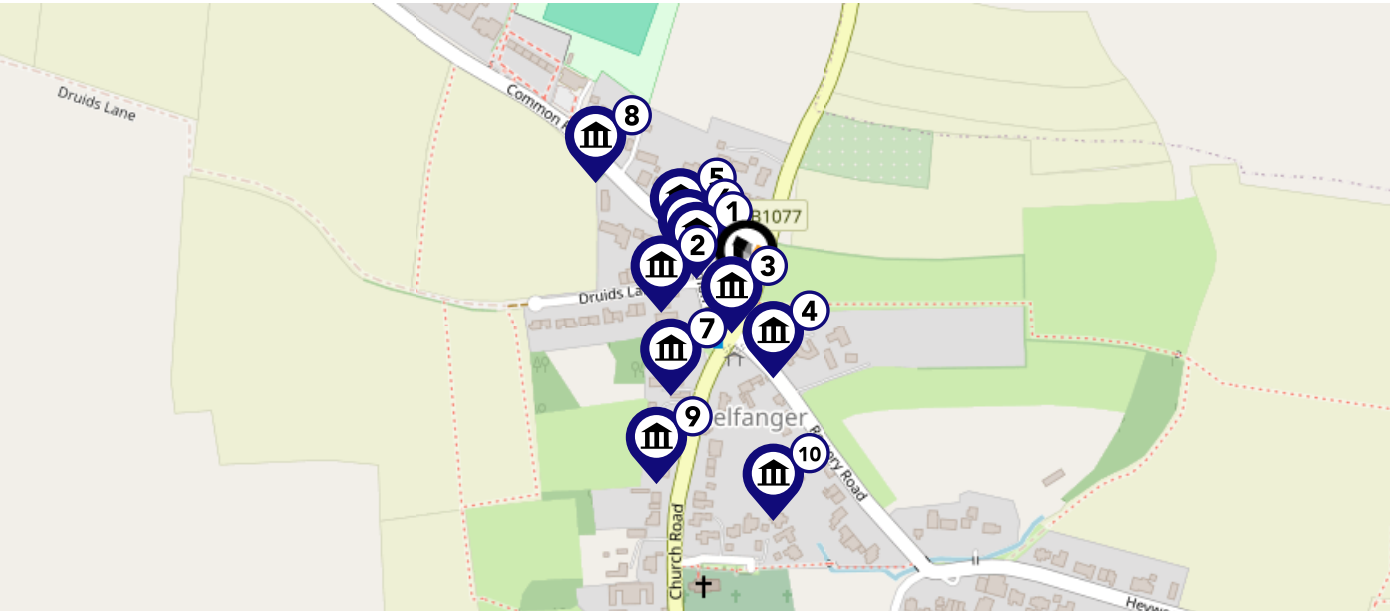 Druids Lane
Common
8
5
1
B1077
2
3
Druids La
4
7
9
elfanger
10
Church Road
Heyw